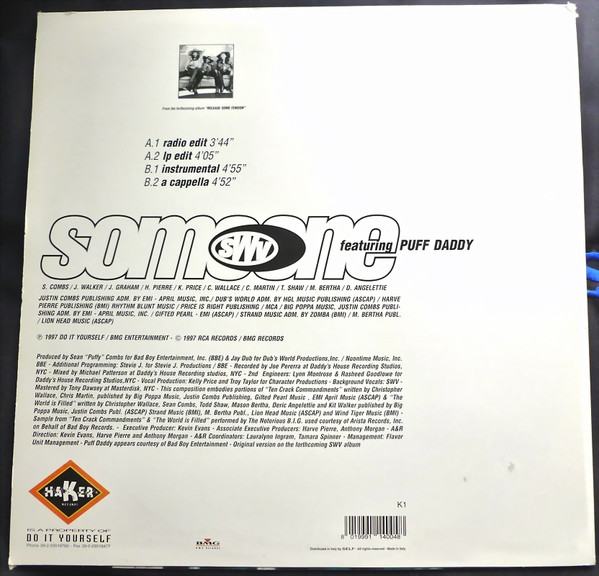 From the forthcoming album "RELEASE SOME TENSION"
A.1 radio edit 3'44"
A.2 lp edit 4'05"
B.1 instrumental 4'55"
B.2 a cappella 4'52"
someone
SWV
featuring PUFF DADDY
S. COMBS / J. WALKER / J. GRAHAM / H. PIERRE / K. PRICE / C. WALLACE / C. MARTIN / T. SHAW / M. BERTHA / D. ANGELETTIE
JUSTIN COMBS PUBLISHING ADM. BY EMI - APRIL MUSIC, INC./ DUB'S WORLD ADM. BY HGL MUSIC PUBLISHING (ASCAP) / HARVE
PIERRE PUBLISHING (BMI) RHYTHM BLUNT MUSIC / PRICE IS RIGHT PUBLISHING / MCA / BIG POPPA MUSIC, JUSTIN COMBS PUBLI-
SHING ADM. BY EMI - APRIL MUSIC, INC. / GIFTED PEARL - EMI (ASCAP) / STRAND MUSIC ADM. BY ZOMBA (BMI) / M. BERTHA PUBL.
/ LION HEAD MUSIC (ASCAP)
℗ 1997 DO IT YOURSELF / BMG ENTERTAINMENT - © 1997 RCA RECORDS / BMG RECORDS
Produced by Sean "Puffy" Combs for Bad Boy Entertainment, Inc. (BBE) & Jay Dub for Dub's World Productions,Inc. / Noontime Music, Inc.
BBE - Additional Programming: Stevie J. for Stevie J. Productions / BBE - Recorded by Joe Perrera at Daddy's House Recording Studios,
NYC - Mixed by Michael Patterson at Daddy's House Recording Studios, NYC - 2nd Engineers: Lynn Montrose & Rasheed Goodlowe for
Daddy's House Recording Studios,NYC - Vocal Production: Kelly Price and Troy Taylor for Character Productions - Background Vocals: SWV -
Mastered by Tony Dawsey at Masterdisk, NYC - This composition embodies portions of "Ten Crack Commandments" written by Christopher
Wallace, Chris Martin, published by Big Poppa Music, Justin Combs Publishing, Gilted Pearl Music , EMI April Music (ASCAP) & "The
World is Filled" written by Christopher Wallace, Sean Combs, Todd Shaw, Mason Bertha, Deric Angelettie and Kit Walker published by Big
Poppa Music, Justin Combs Publ. (ASCAP) Strand Music (BMI), M. Bertha Publ., Lion Head Music (ASCAP) and Wind Tiger Music (BMI) -
Sample from "Ten Crack Commandments" & "The World is Filled" performed by The Notorious B.I.G. used courtesy of Arista Records, Inc.
on Behalf of Bad Boy Records. - Executive Producer: Kevin Evans - Associate Executive Producers: Harve Pierre, Anthony Morgan - A&R
Direction: Kevin Evans, Harve Pierre and Anthony Morgan - A&R Coordinators: Lauralynn Ingram, Tamara Spinner - Management: Flavor
Unit Management - Puff Daddy appears courtesy of Bad Boy Entertainment - Original version on the forthcoming SWV album
HAKER
RECORDS
IS A PROPERTY OF
DO IT YOURSELF
BMG
K1
8 019991 140048
Distributed in Italy by SELF - All rights reserved - Made in Italy